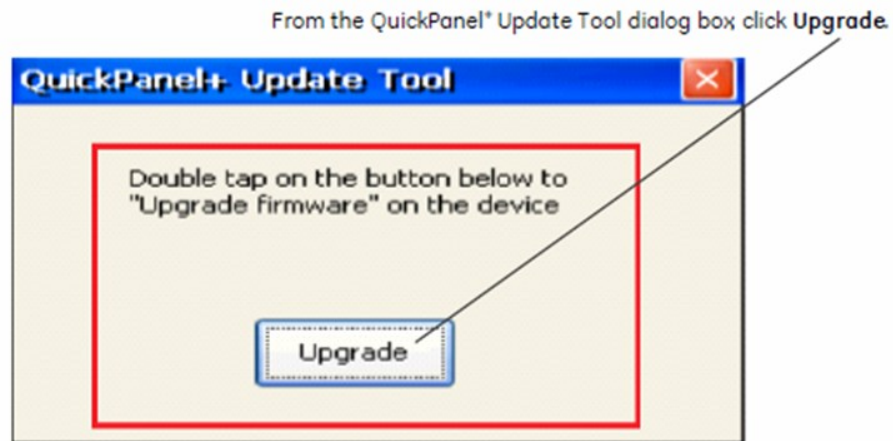 From the QuickPanel⁺ Update Tool dialog box, click Upgrade.
QuickPanel+ Update Tool
Double tap on the button below to
"Upgrade firmware" on the device
Upgrade